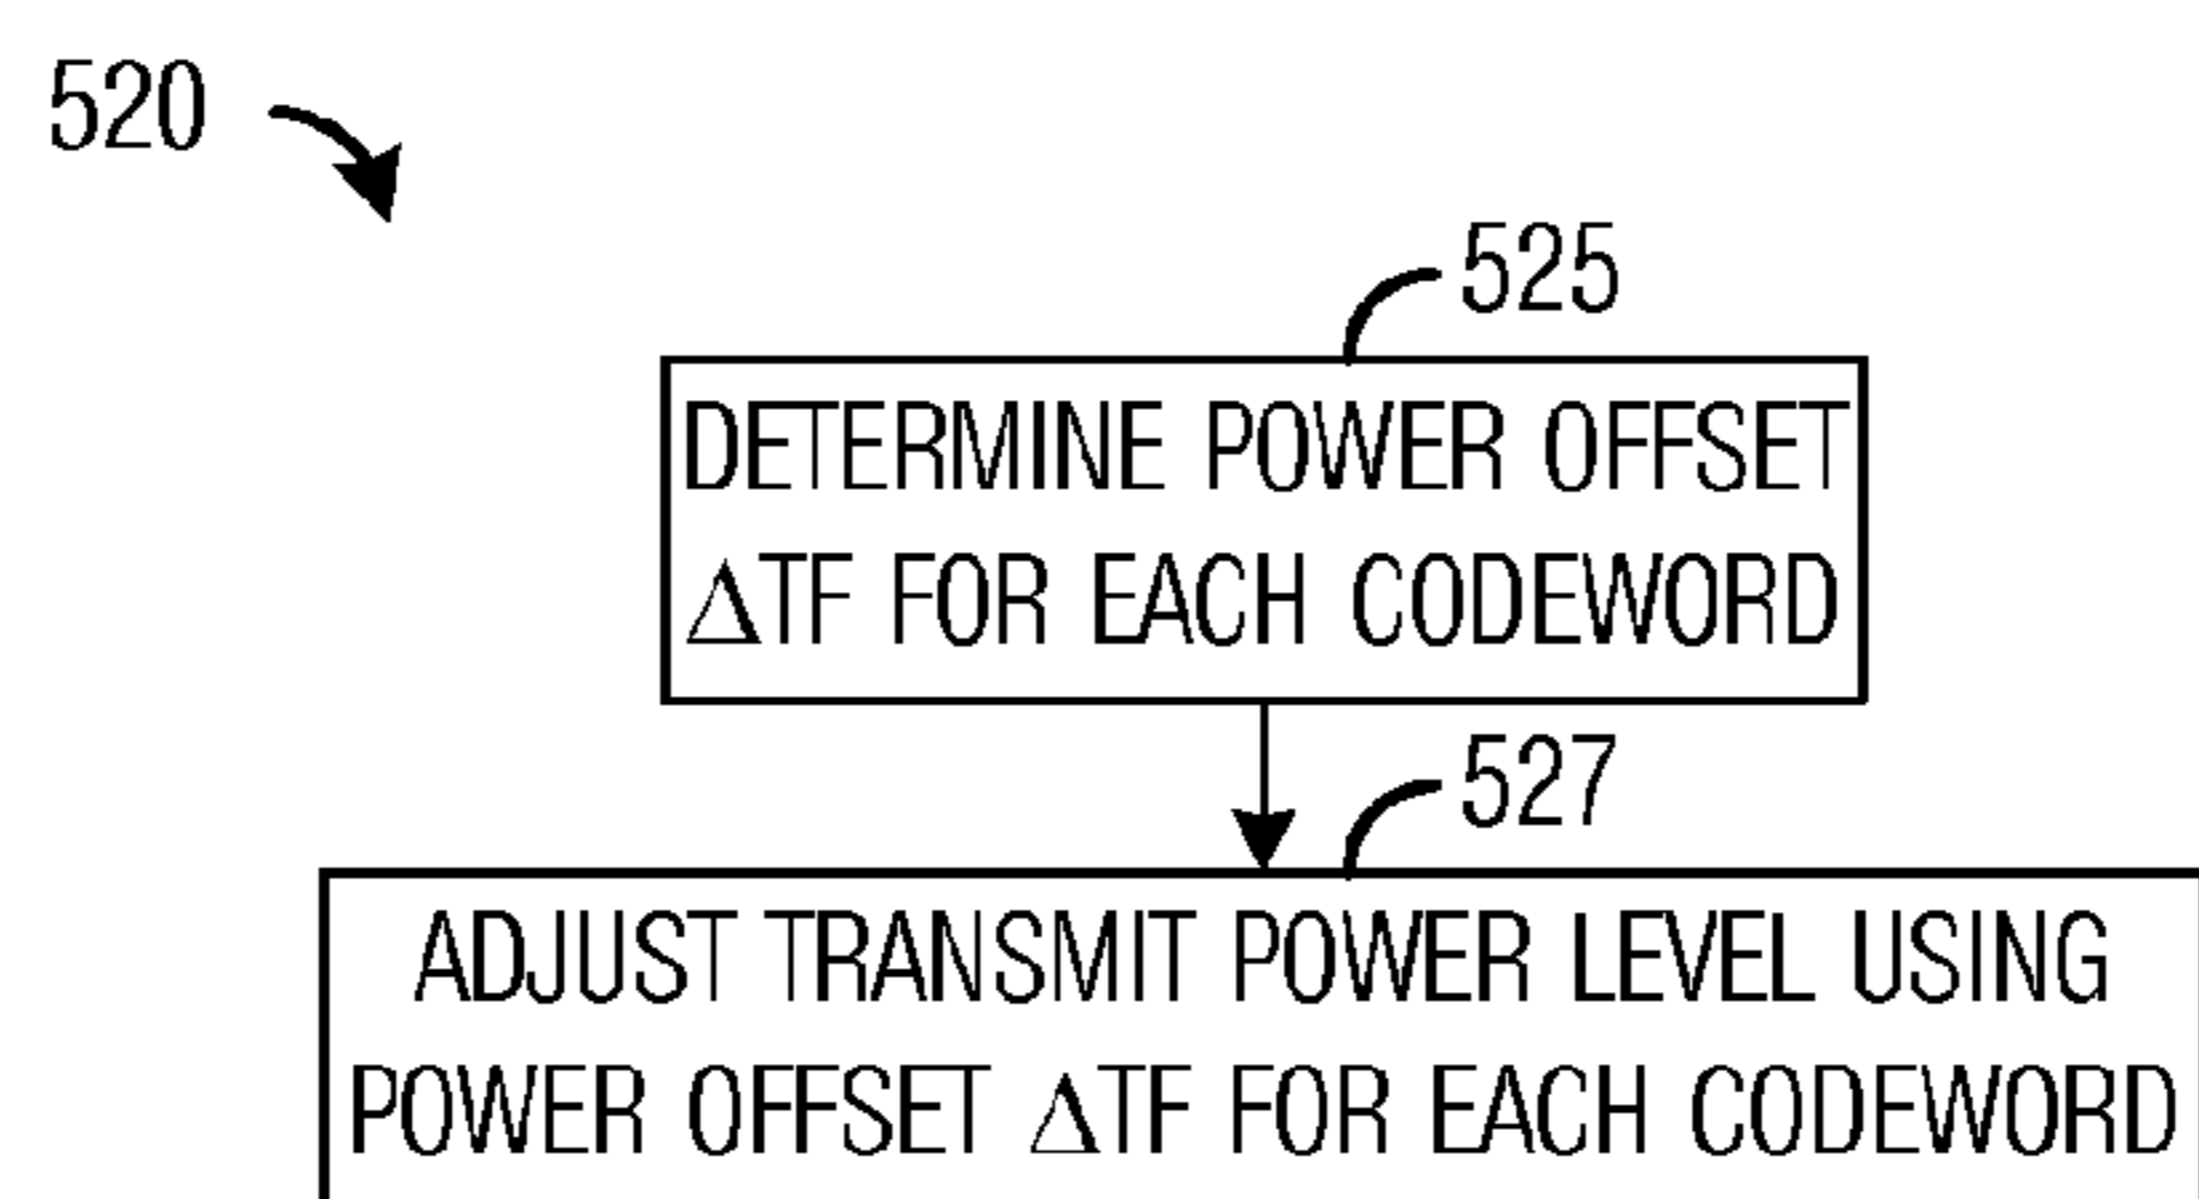 520
525
DETERMINE POWER OFFSET
ΔTF FOR EACH CODEWORD
527
ADJUST TRANSMIT POWER LEVEL USING
POWER OFFSET ΔTF FOR EACH CODEWORD